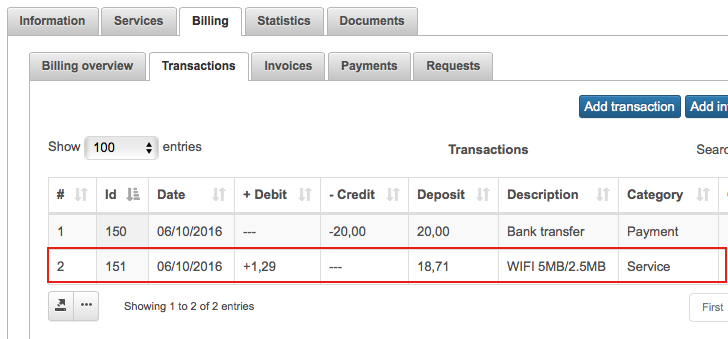 Information Services Billing Statistics Documents
Billing overview Transactions Invoices Payments Requests
Add transaction Add in
Show 100 entries Transactions Searc
# Id Date + Debit - Credit Deposit Description Category
1 150 06/10/2016 --- -20,00 20,00 Bank transfer Payment
2 151 06/10/2016 +1,29 --- 18,71 WIFI 5MB/2.5MB Service
Showing 1 to 2 of 2 entries First